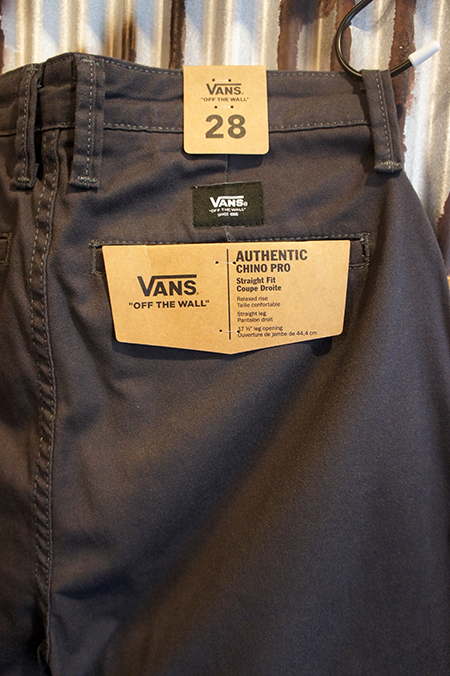 VANS
"OFF THE WALL"
28
VANS
"OFF THE WALL"
SINCE 1966
VANS
"OFF THE WALL"
AUTHENTIC
CHINO PRO
Straight Fit
Coupe Droite
Relaxed rise
Taille confortable
Straight leg
Pantalon droit
17 ½" leg opening
Ouverture de jambe de 44,4 cm